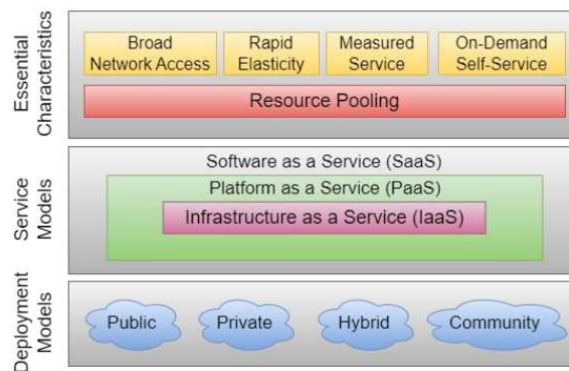 Essential
Characteristics
Broad
Network Access
Rapid
Elasticity
Measured
Service
On-Demand
Self-Service
Resource Pooling
Service
Models
Software as a Service (SaaS)
Platform as a Service (PaaS)
Infrastructure as a Service (IaaS)
Deployment
Models
Public
Private
Hybrid
Community